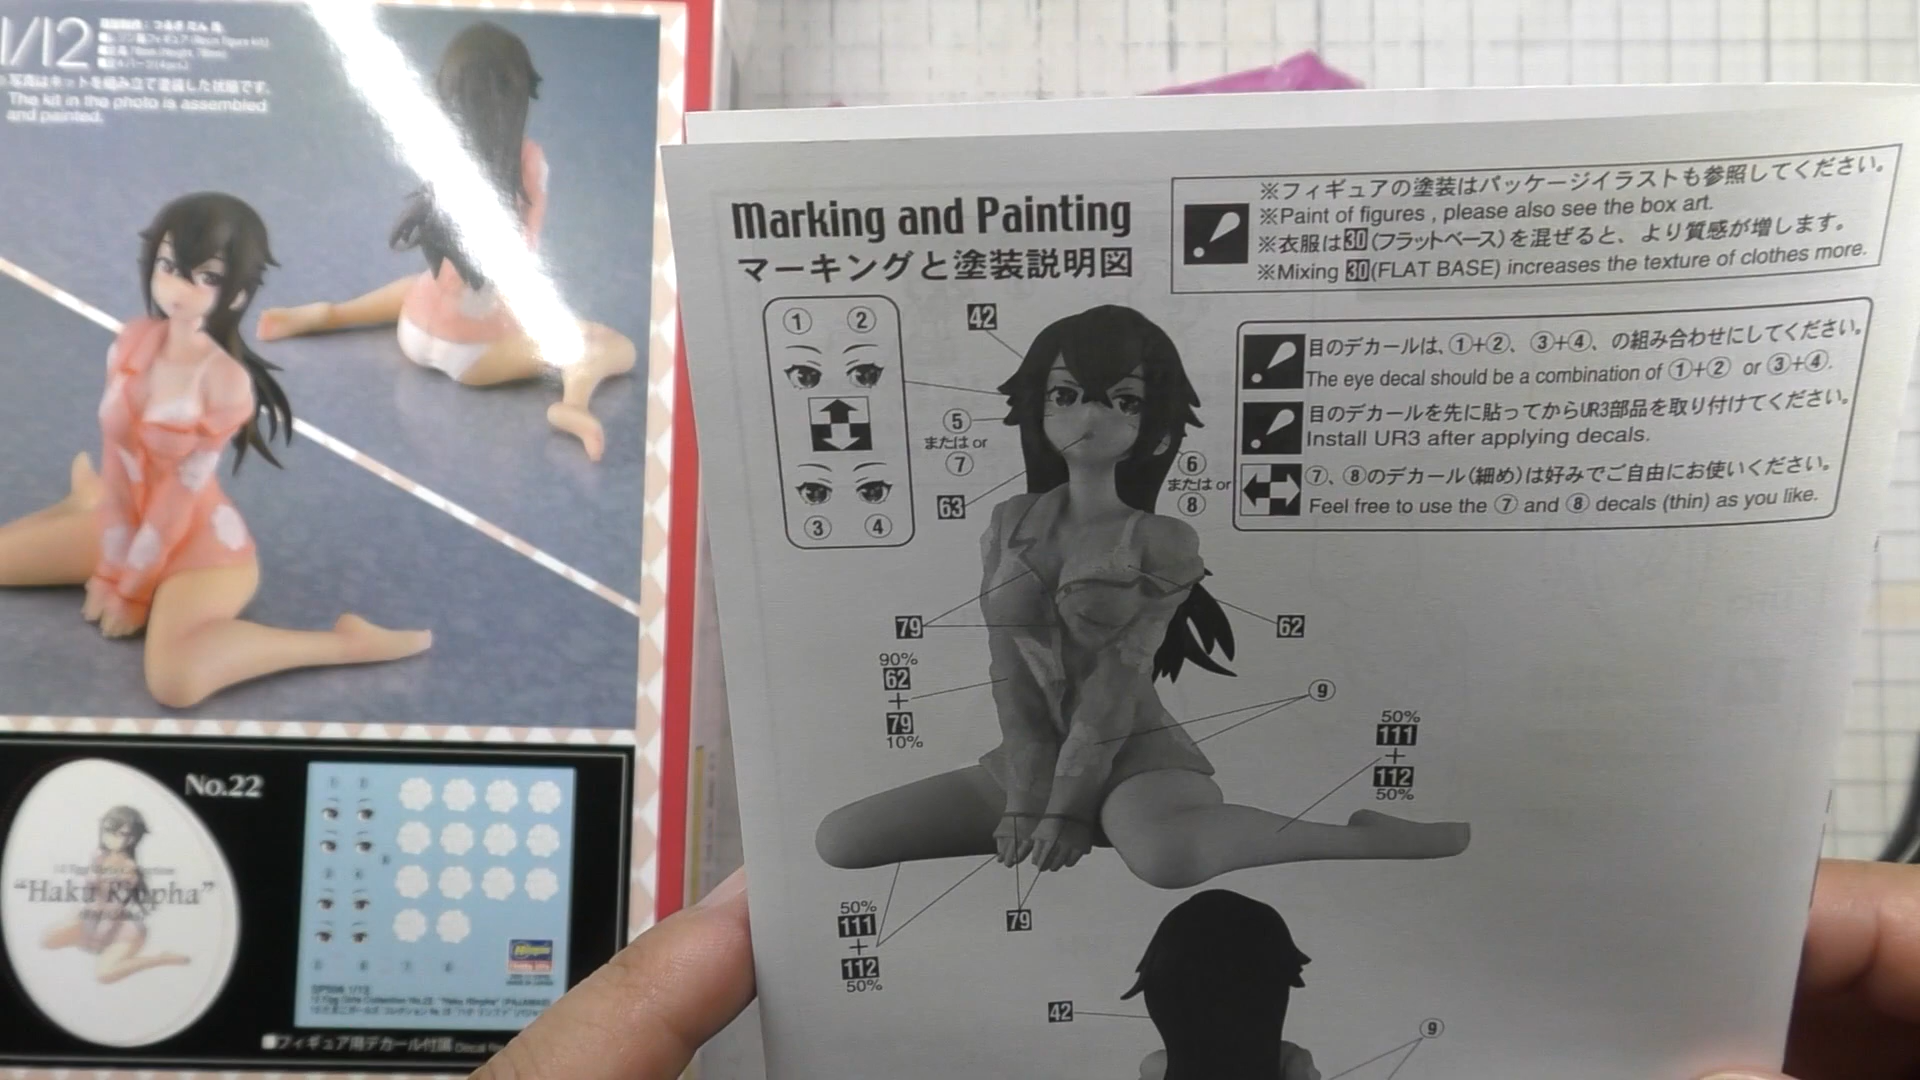 1/12
写真はキットを組み立て塗装した状態です。
The kit in the photo is assembled
and painted.
No.22
"Haku Rinpha"
フィギュア用デカール付属
Marking and Painting
マーキングと塗装説明図
※フィギュアの塗装はパッケージイラストも参照してください。
※Paint of figures , please also see the box art.
※衣服は30(フラットベース)を混ぜると、より質感が増します。
※Mixing 30(FLAT BASE) increases the texture of clothes more.
① ②
③ ④
42
⑤
または or
⑦
63
⑥
または or
⑧
目のデカールは、①+②、③+④、の組み合わせにしてください。
The eye decal should be a combination of ①+② or ③+④.
目のデカールを先に貼ってからUR3部品を取り付けてください。
Install UR3 after applying decals.
⑦、⑧のデカール(細め)は好みでご自由にお使いください。
Feel free to use the ⑦ and ⑧ decals (thin) as you like.
79
62
90%
62
+
79
10%
⑨
50%
111
+
112
50%
50%
111
+
112
50%
79
42
⑨